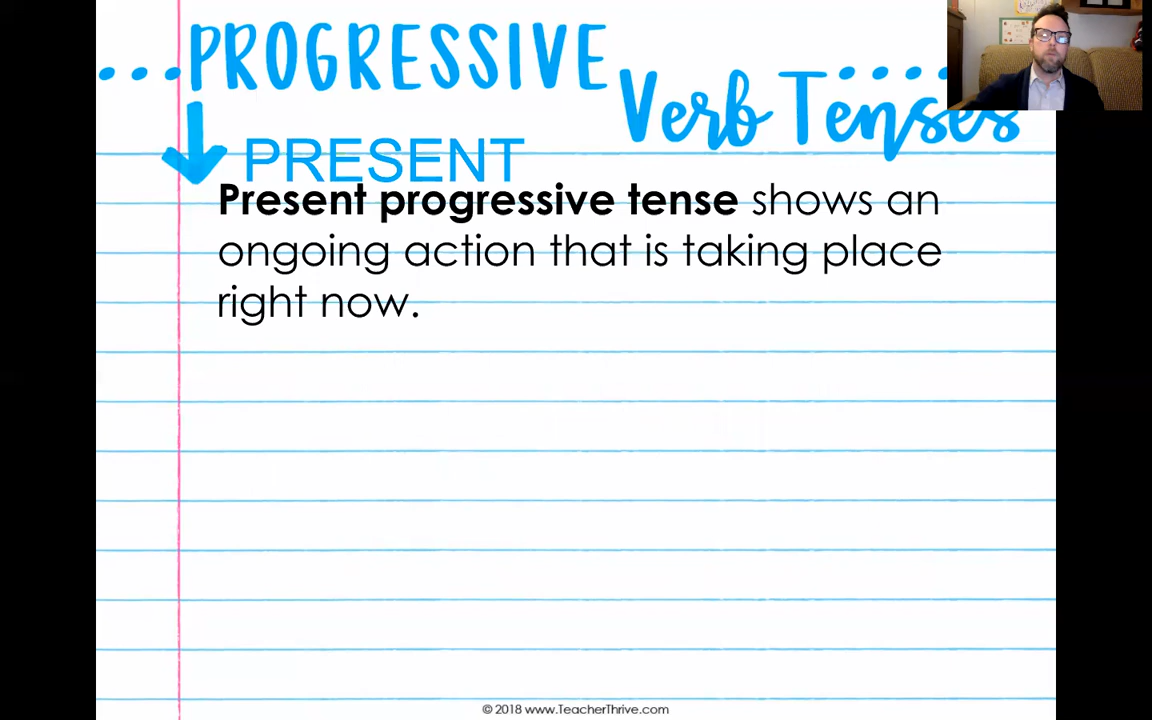 PROGRESSIVE
Verb Tenses
PRESENT
Present progressive tense shows an
ongoing action that is taking place
right now.
© 2018 www.TeacherThrive.com